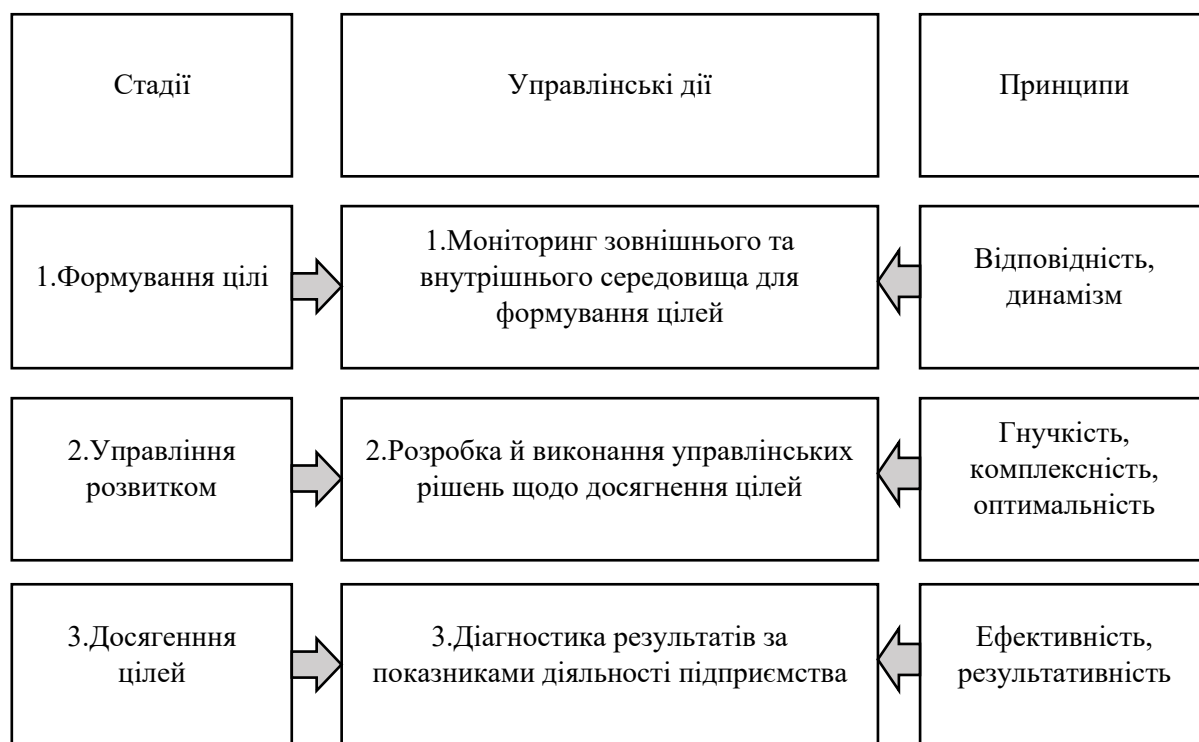 Стадії
Управлінські дії
Принципи
1.Формування цілі
1.Моніторинг зовнішнього та
внутрішнього середовища для
формування цілей
Відповідність,
динамізм
2.Управління
розвитком
2.Розробка й виконання управлінських
рішень щодо досягнення цілей
Гнучкість,
комплексність,
оптимальність
3.Досягенння
цілей
3.Діагностика результатів за
показниками діяльності підприємства
Ефективність,
результативність